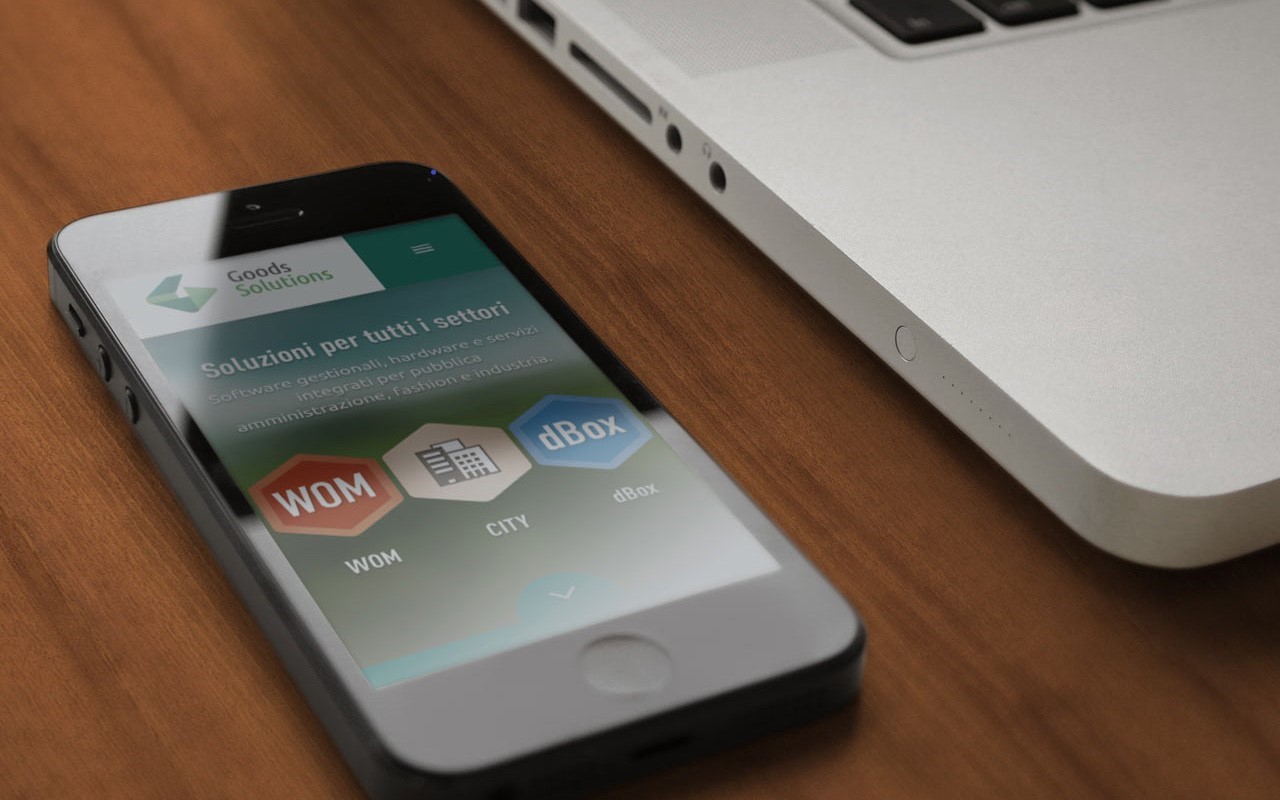 Goods
Solutions
Soluzioni per tutti i settori
Software gestionali, hardware e servizi
integrati per pubblica
amministrazione, fashion e industria.
WOM
dBox
WOM
CITY
dBox